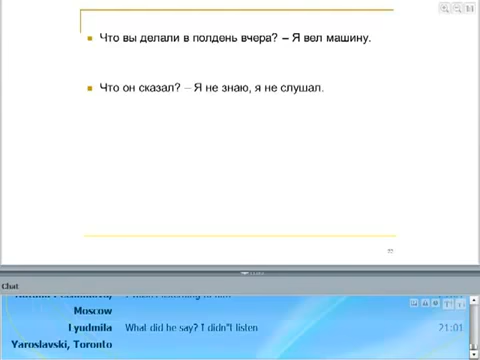 Что вы делали в полдень вчера? – Я вел машину.
Что он сказал? – Я не знаю, я не слушал.
Chat
Moscow
Lyudmila What did he say? I didn"t listen 21:01
Yaroslavski, Toronto